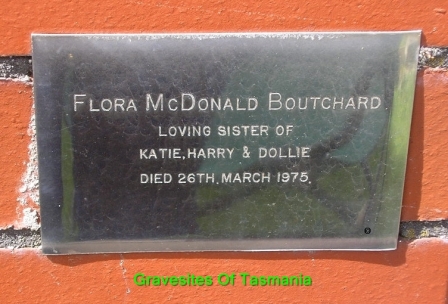 FLORA MCDONALD BOUTCHARD
LOVING SISTER OF
KATIE, HARRY & DOLLIE
DIED 26TH, MARCH 1975.
Gravesites Of Tasmania